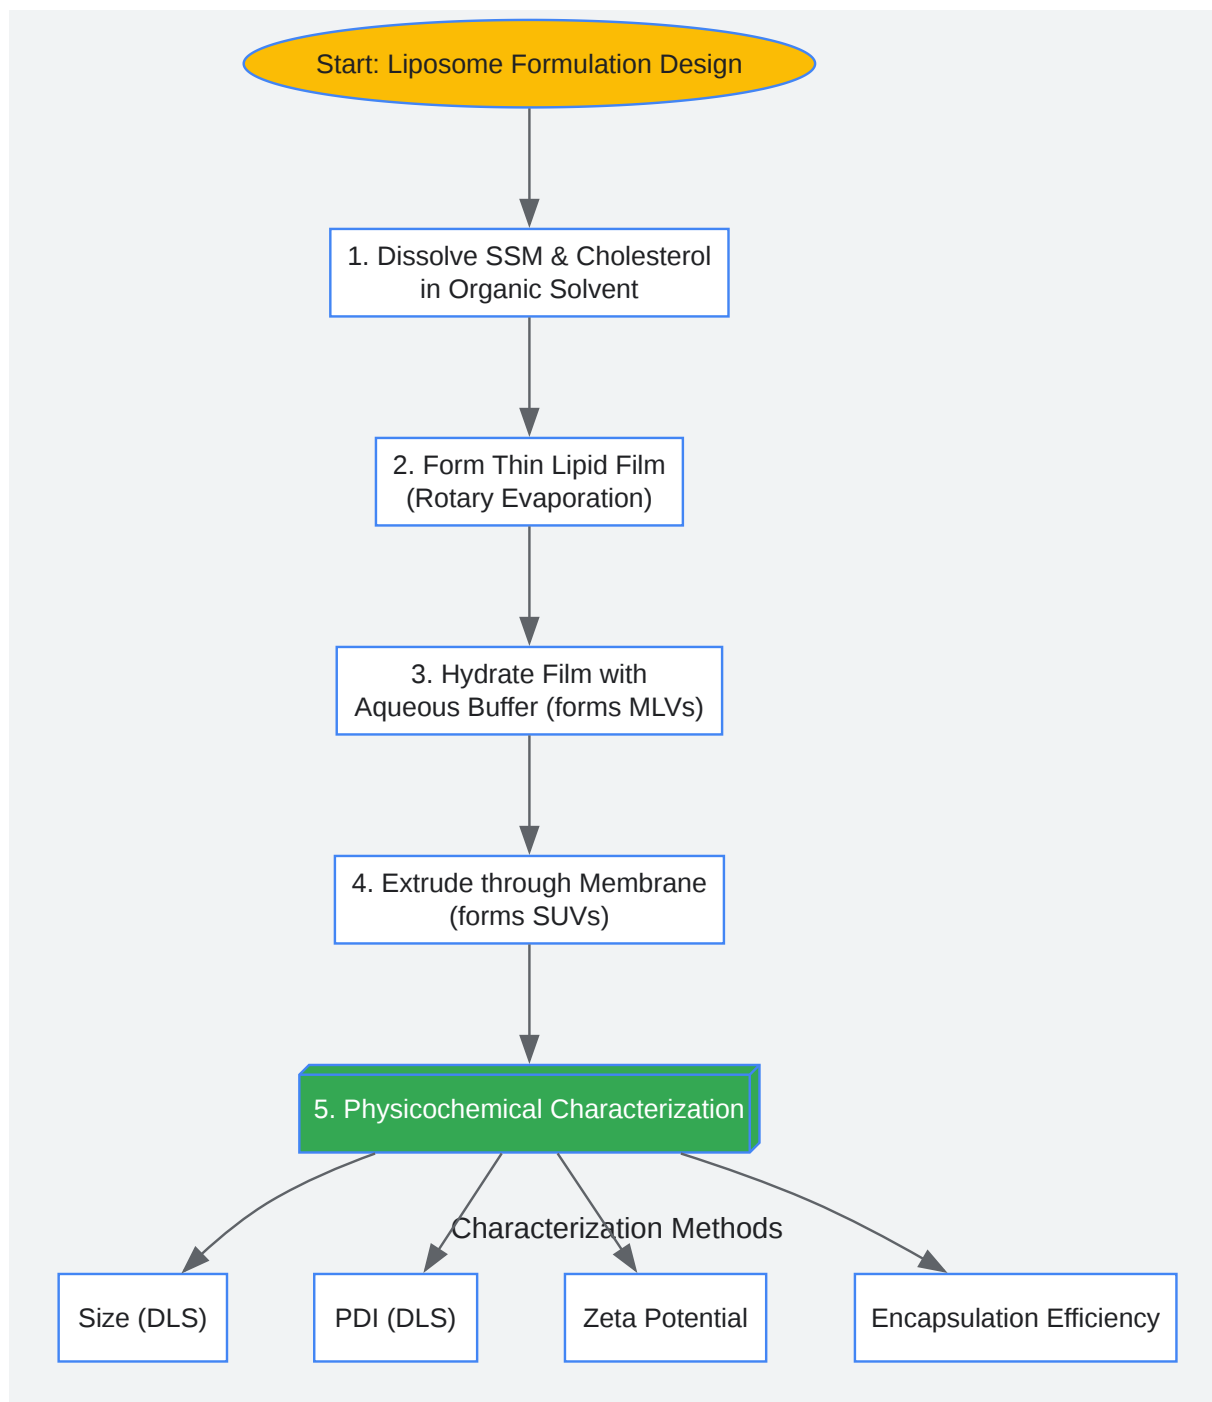 Start: Liposome Formulation Design
1. Dissolve SSM & Cholesterol
in Organic Solvent
2. Form Thin Lipid Film
(Rotary Evaporation)
3. Hydrate Film with
Aqueous Buffer (forms MLVs)
4. Extrude through Membrane
(forms SUVs)
5. Physicochemical Characterization
Characterization Methods
Size (DLS)
PDI (DLS)
Zeta Potential
Encapsulation Efficiency